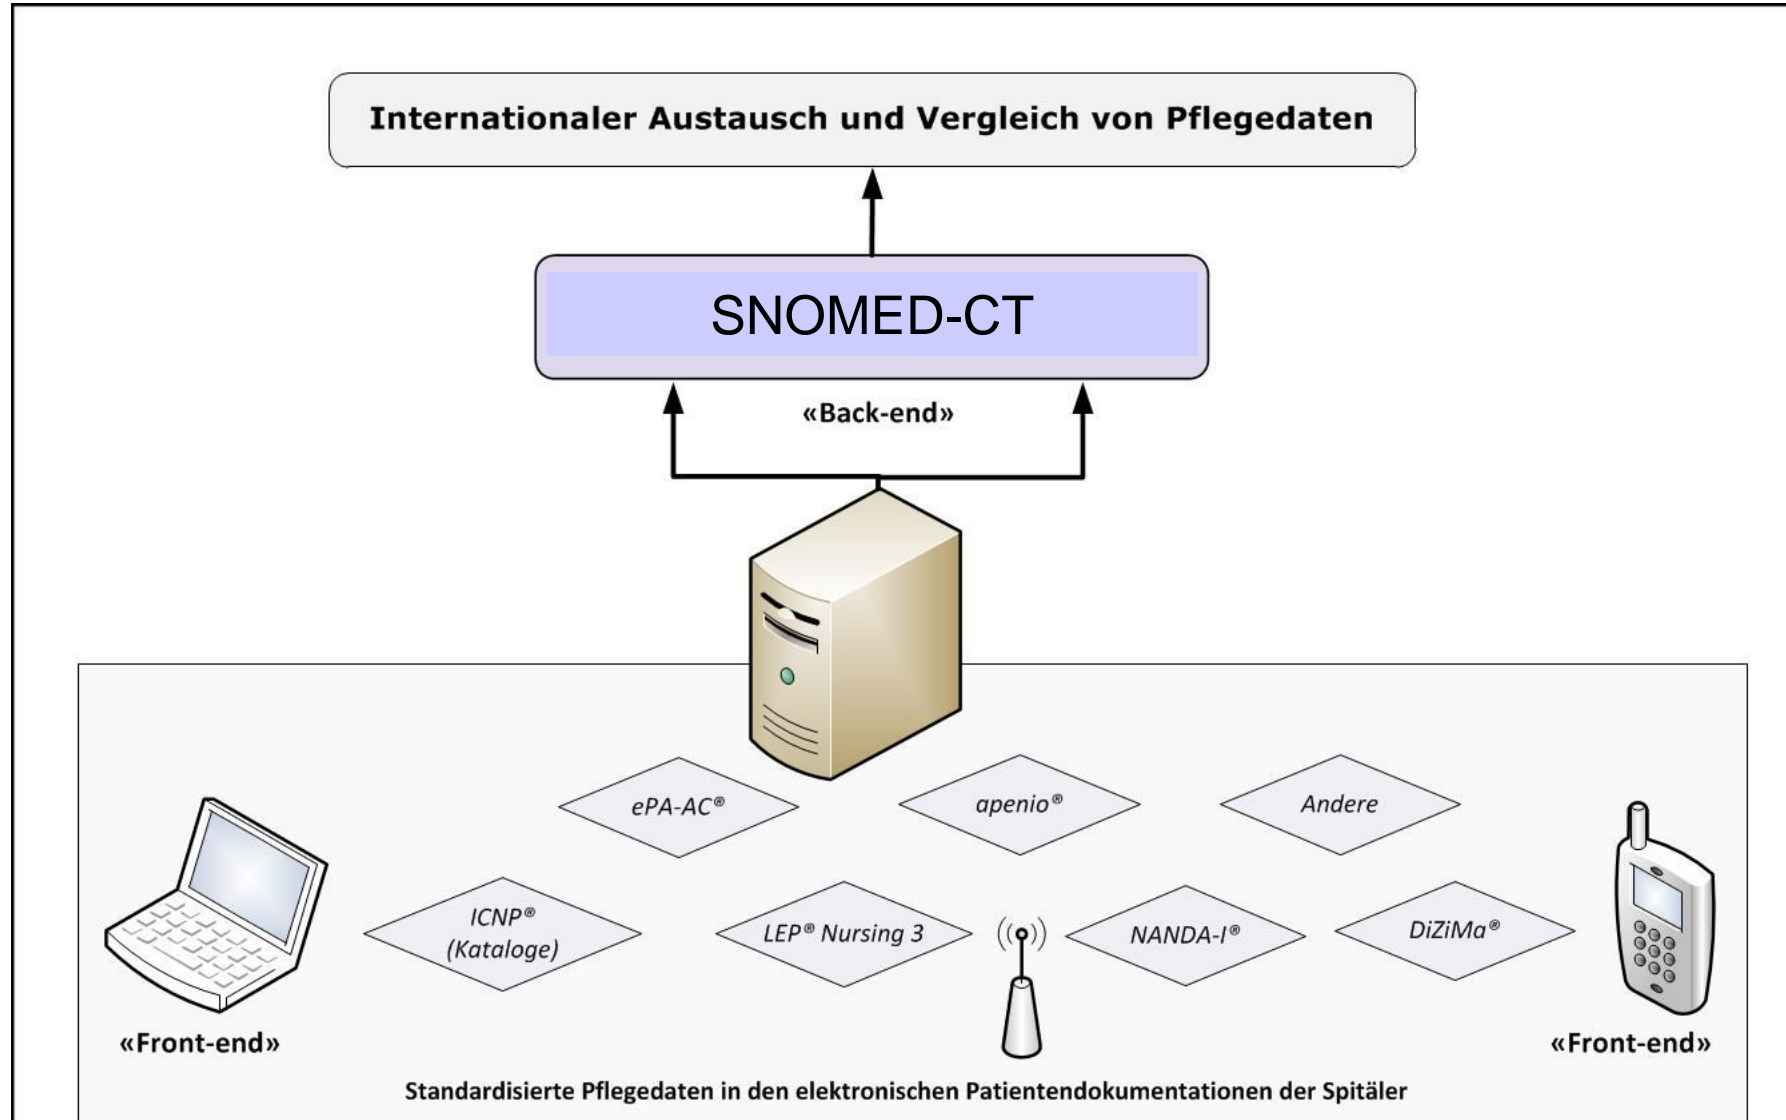 Internationaler Austausch und Vergleich von Pflegedaten
SNOMED-CT
«Back-end»
ePA-AC®
apenio®
Andere
ICNP®
(Kataloge)
LEP® Nursing 3
NANDA-I®
DiZiMa®
«Front-end»
«Front-end»
Standardisierte Pflegedaten in den elektronischen Patientendokumentationen der Spitäler